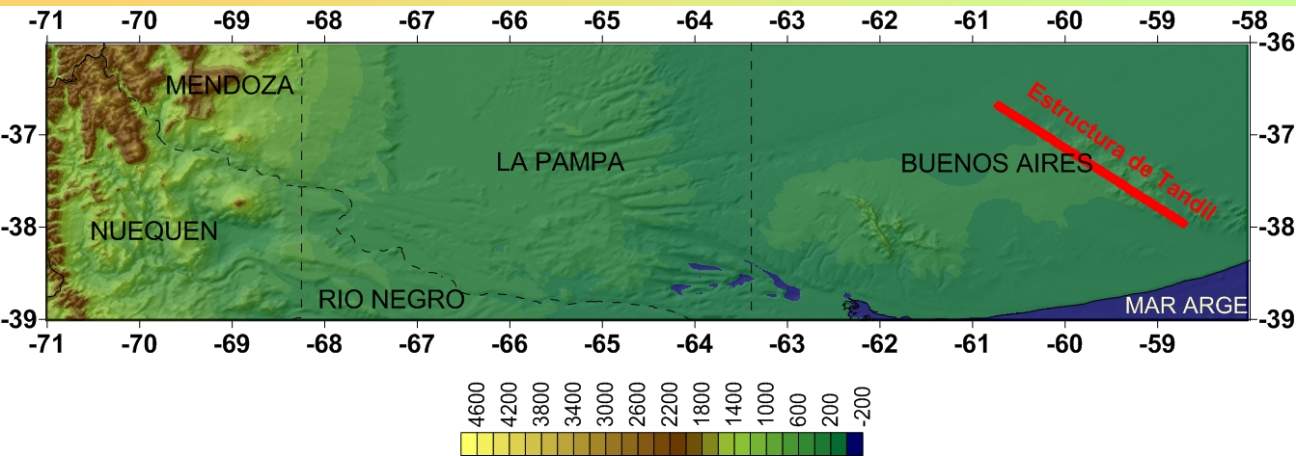 -71 -70 -69 -68 -67 -66 -65 -64 -63 -62 -61 -60 -59 -58
-36
MENDOZA
Estructura de Tandil
-37 -37
LA PAMPA
BUENOS AIRES
NUEQUEN
-38 -38
RIO NEGRO
MAR ARGE
-39 -39
-71 -70 -69 -68 -67 -66 -65 -64 -63 -62 -61 -60 -59
4600 4200 3800 3400 3000 2600 2200 1800 1400 1000 600 200 -200